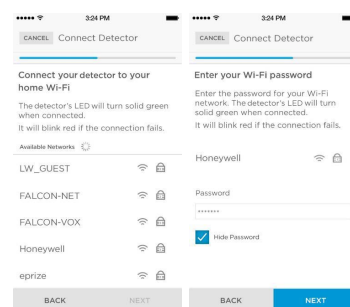 3:24 PM
CANCEL Connect Detector
Connect your detector to your
home Wi-Fi
The detector's LED will turn solid green
when connected.
It will blink red if the connection fails.
Available Networks
LW_GUEST
FALCON-NET
FALCON-VOX
Honeywell
eprize
BACK NEXT
3:24 PM
CANCEL Connect Detector
Enter your Wi-Fi password
Enter the password for your Wi-Fi
network. The detector's LED will turn
solid green when connected.
It will blink red if the connection fails.
Honeywell
Password
•••••••
Hide Password
BACK NEXT